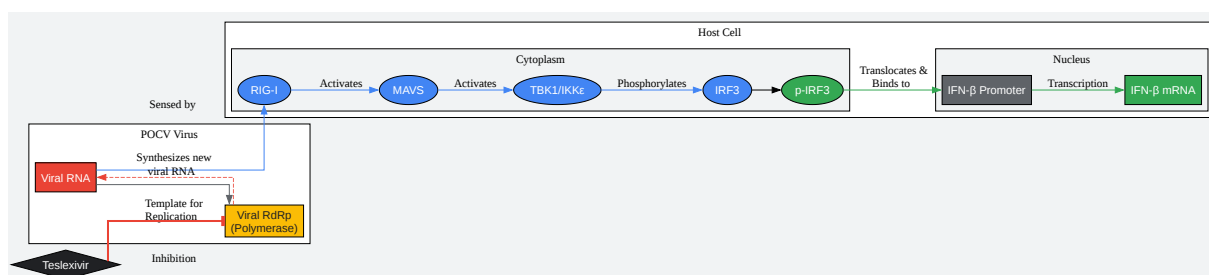 Host Cell
Cytoplasm
Nucleus
RIG-I
Activates
MAVS
Activates
TBK1/IKKε
Phosphorylates
IRF3
p-IRF3
Translocates &
Binds to
IFN-β Promoter
Transcription
IFN-β mRNA
Sensed by
POCV Virus
Synthesizes new
viral RNA
Viral RNA
Template for
Replication
Viral RdRp
(Polymerase)
Inhibition
Teslexivir